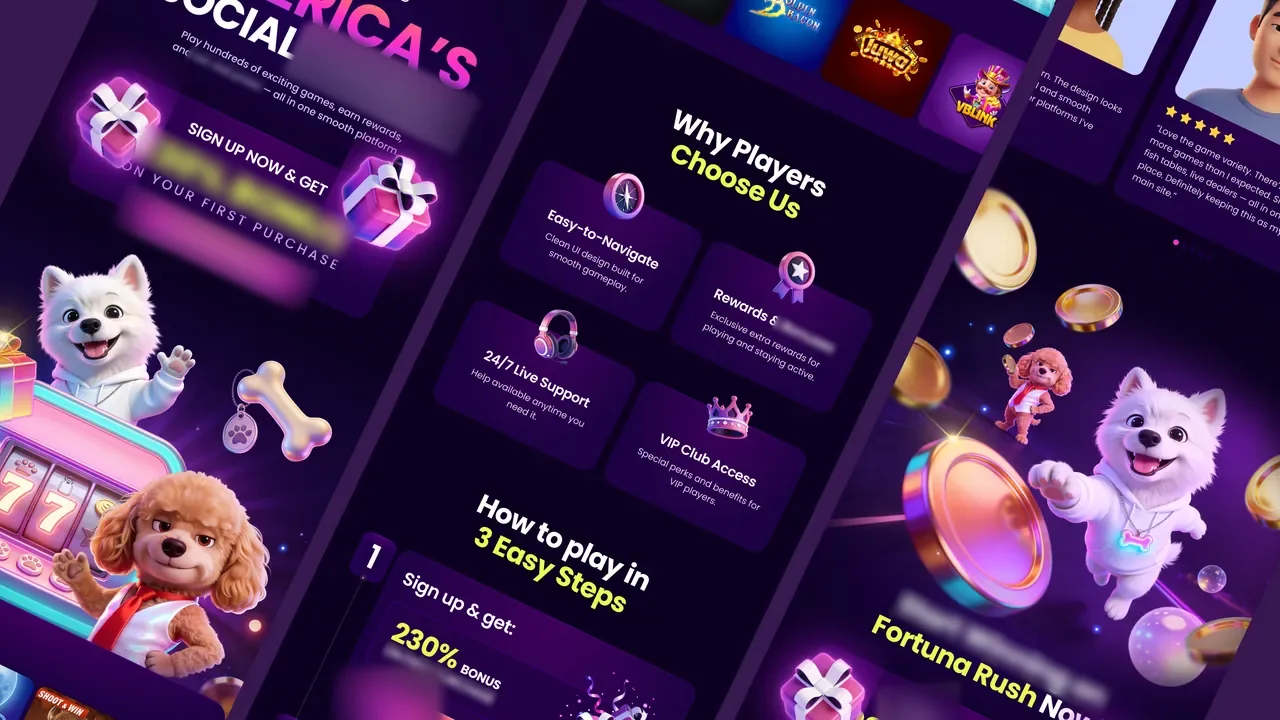 ERICA'S
SOCIAL
Play hundreds of exciting games, earn rewards,
and
— all in one smooth platform.
SIGN UP NOW & GET
ON YOUR FIRST PURCHASE
77
SHOOT & WIN
GOLDEN
DRAGON
Juwa
VBLINK
Why Players
Choose Us
Easy-to-Navigate
Clean UI design built for
smooth gameplay.
Rewards &
Exclusive extra rewards for
playing and staying active.
24/7 Live Support
Help available anytime you
need it.
VIP Club Access
Special perks and benefits for
VIP players.
How to play in
3 Easy Steps
1
Sign up & get:
230% BONUS
rn. The design looks
and smooth
r platforms I've
"Love the game variety. There
more games than I expected. S
fish tables, live dealers — all in o
place. Definitely keeping this as my
main site."
Fortuna Rush Now